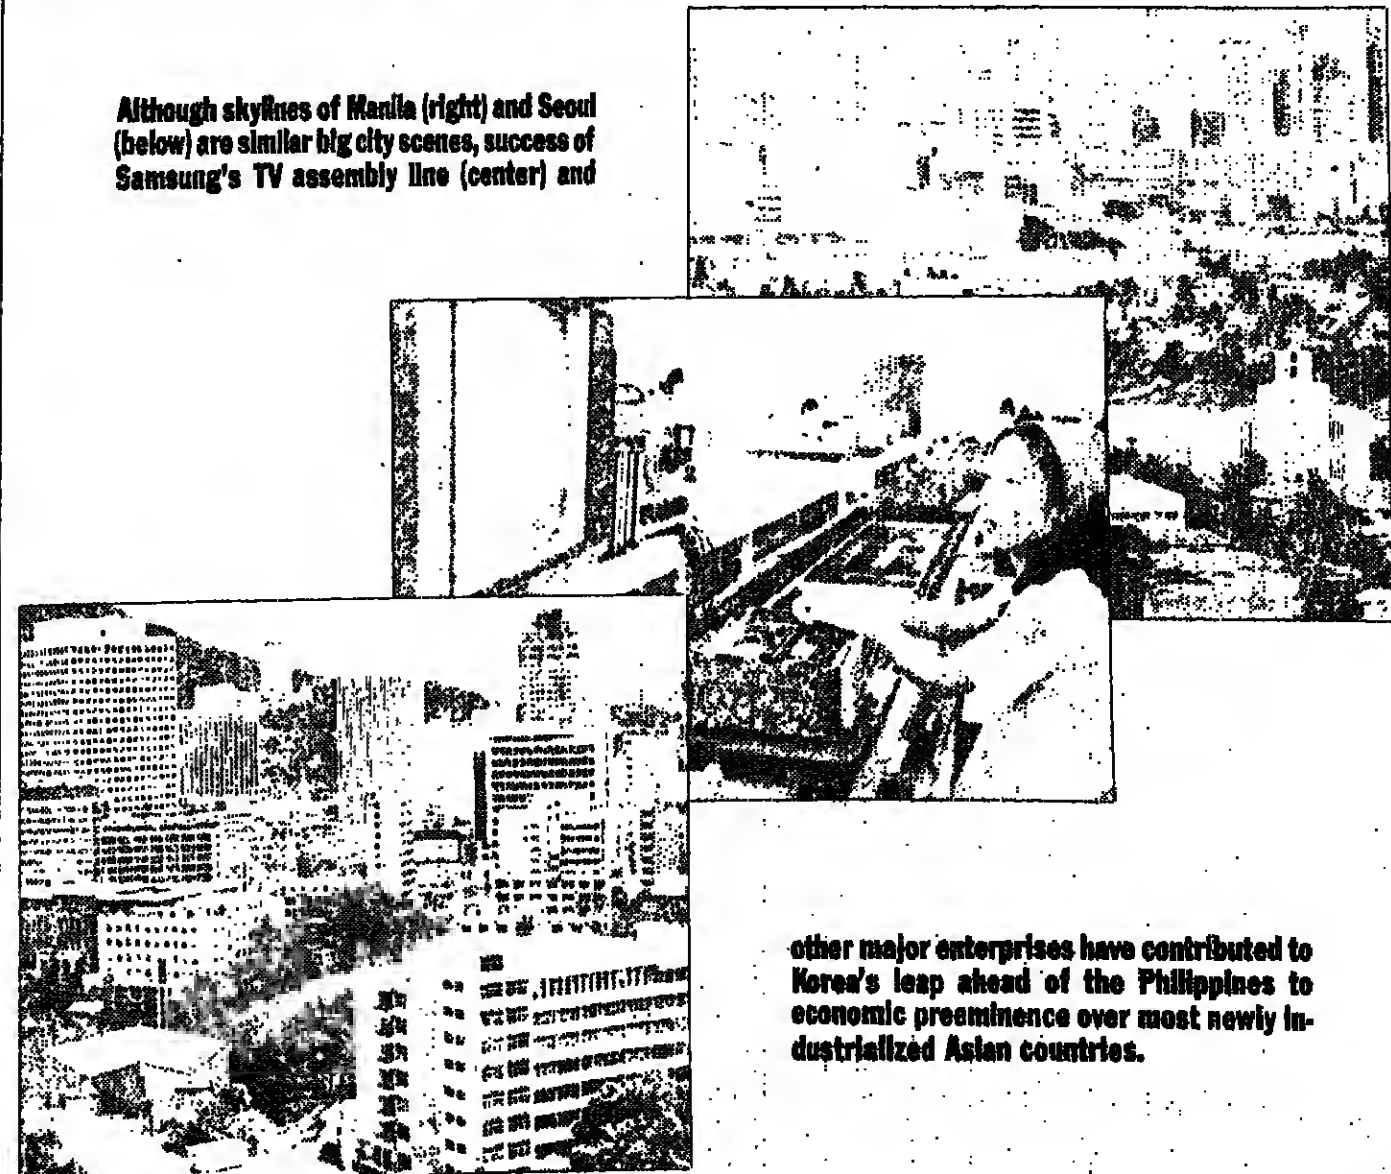 Although skylines of Manila (right) and Seoul
(below) are similar big city scenes, success of
Samsung's TV assembly line (center) and
other major enterprises have contributed to
Korea's leap ahead of the Philippines to
economic preeminence over most newly in-
dustrialized Asian countries.